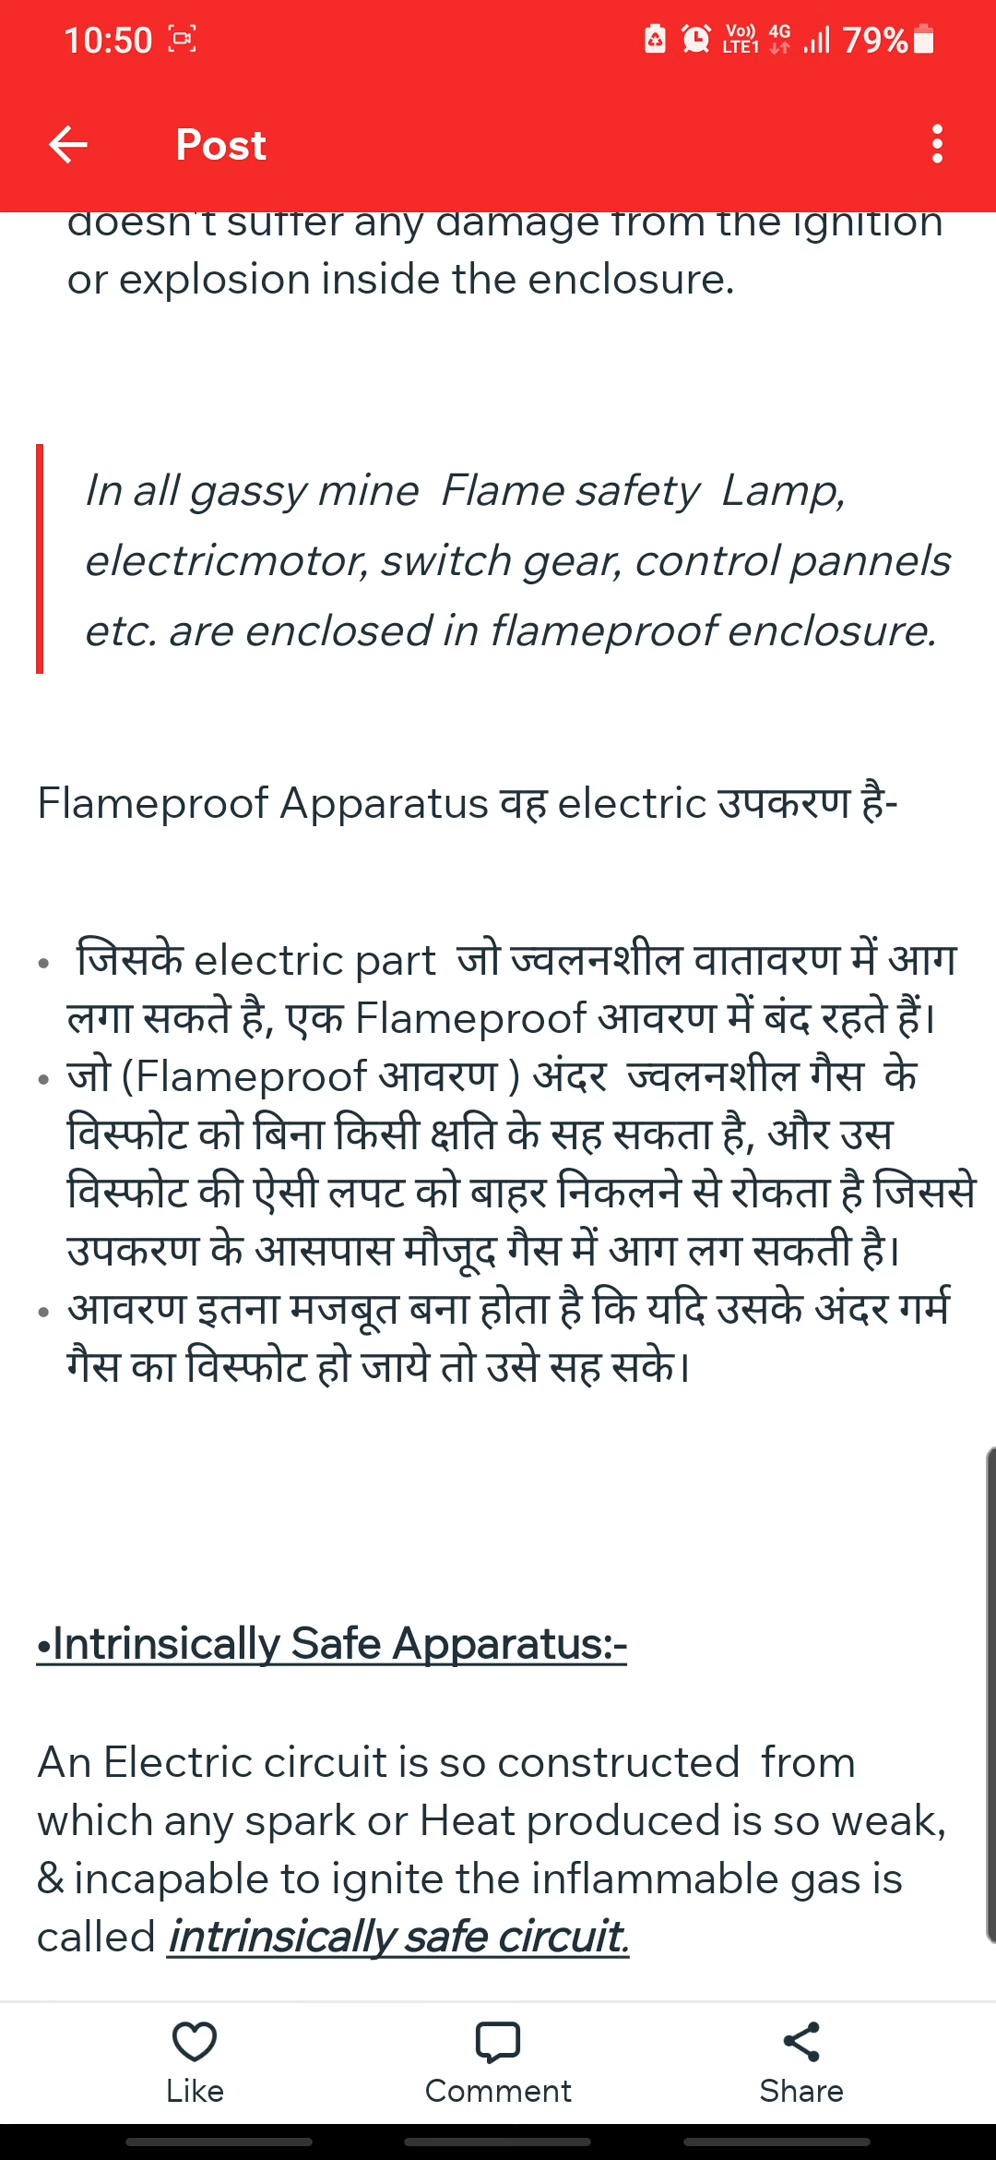 10:50
Vo)) LTE1 4G 79%
Post
doesn't suffer any damage from the ignition
or explosion inside the enclosure.
In all gassy mine Flame safety Lamp,
electricmotor, switch gear, control pannels
etc. are enclosed in flameproof enclosure.
Flameproof Apparatus वह electric उपकरण है-
• जिसके electric part जो ज्वलनशील वातावरण में आग
लगा सकते है, एक Flameproof आवरण में बंद रहते हैं।
• जो (Flameproof आवरण ) अंदर ज्वलनशील गैस के
विस्फोट को बिना किसी क्षति के सह सकता है, और उस
विस्फोट की ऐसी लपट को बाहर निकलने से रोकता है जिससे
उपकरण के आसपास मौजूद गैस में आग लग सकती है।
• आवरण इतना मजबूत बना होता है कि यदि उसके अंदर गर्म
गैस का विस्फोट हो जाये तो उसे सह सके।
•Intrinsically Safe Apparatus:-
An Electric circuit is so constructed from
which any spark or Heat produced is so weak,
& incapable to ignite the inflammable gas is
called intrinsically safe circuit.
Like Comment Share